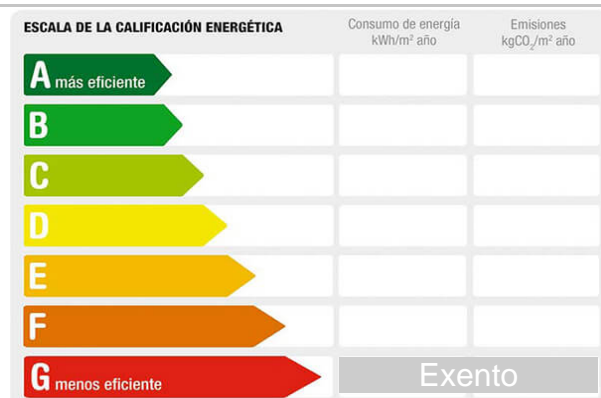 ESCALA DE LA CALIFICACIÓN ENERGÉTICA
Consumo de energía
kWh/m² año
Emisiones
kgCO₂/m² año
A más eficiente
B
C
D
E
F
G menos eficiente
Exento